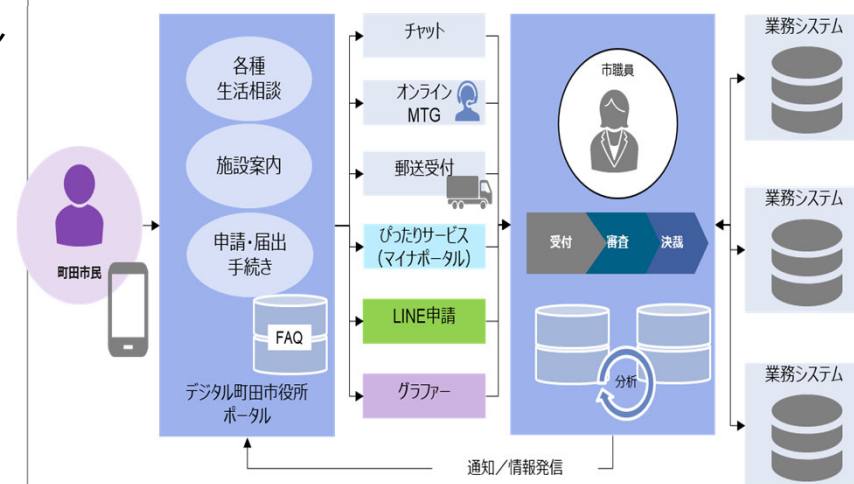 町田市民
各種
生活相談
施設案内
申請・届出
手続き
FAQ
デジタル町田市役所
ポータル
チャット
オンライン
MTG
郵送受付
ぴったりサービス
(マイナポータル)
LINE申請
グラファー
市職員
受付
審査
決裁
分析
業務システム
業務システム
業務システム
通知/情報発信